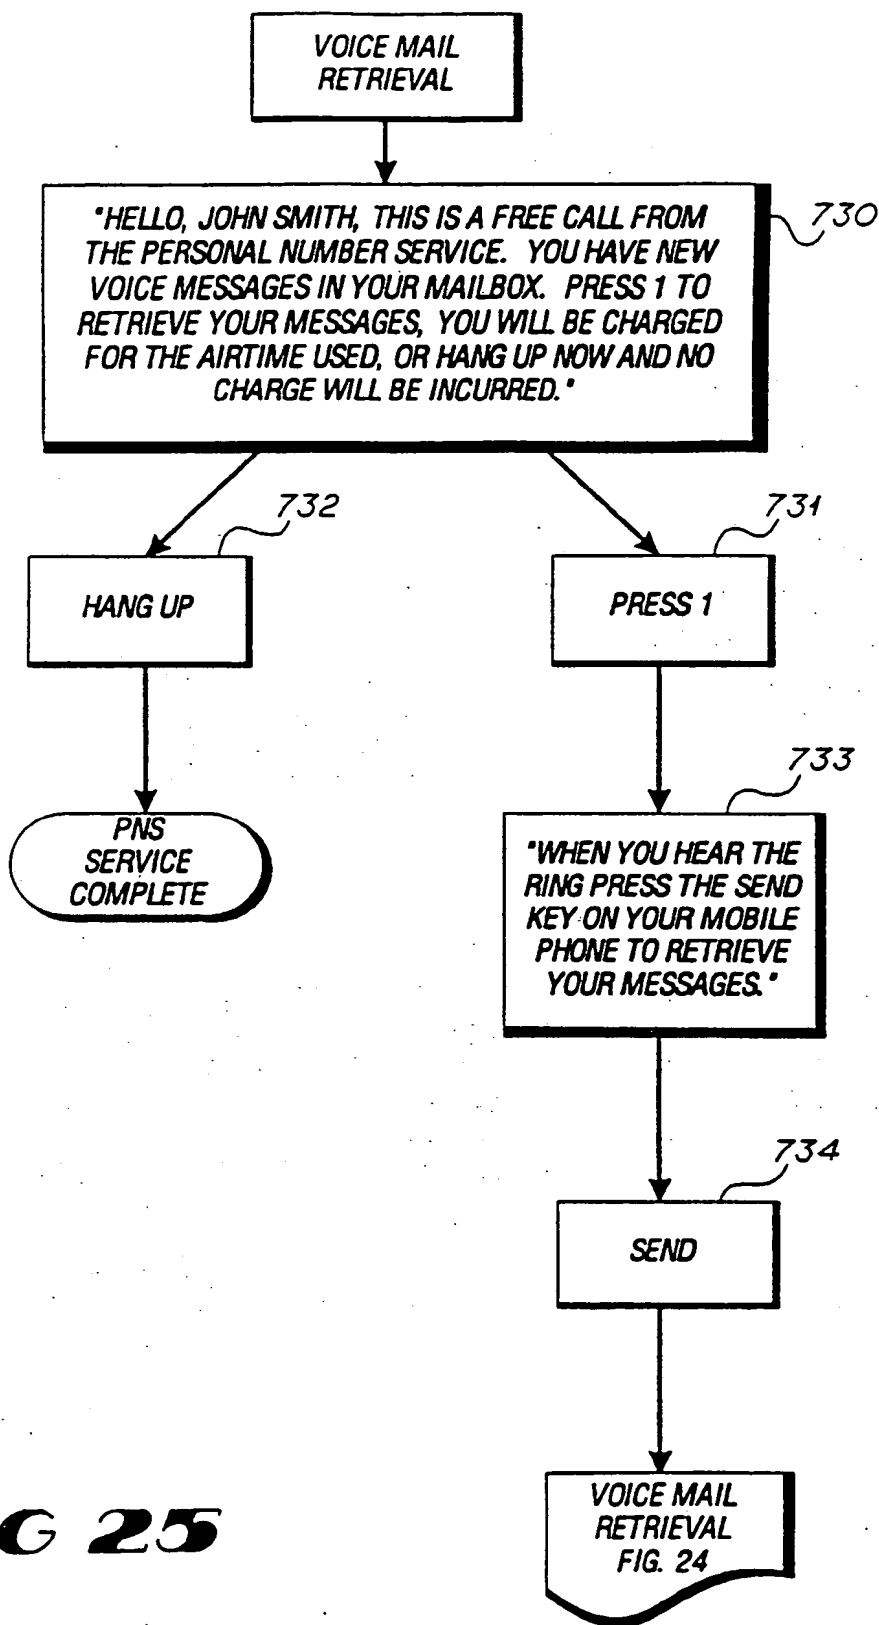 VOICE MAIL
RETRIEVAL
"HELLO, JOHN SMITH, THIS IS A FREE CALL FROM
THE PERSONAL NUMBER SERVICE. YOU HAVE NEW
VOICE MESSAGES IN YOUR MAILBOX. PRESS 1 TO
RETRIEVE YOUR MESSAGES, YOU WILL BE CHARGED
FOR THE AIRTIME USED, OR HANG UP NOW AND NO
CHARGE WILL BE INCURRED."
730
732
731
HANG UP
PRESS 1
733
PNS
SERVICE
COMPLETE
"WHEN YOU HEAR THE
RING PRESS THE SEND
KEY ON YOUR MOBILE
PHONE TO RETRIEVE
YOUR MESSAGES."
734
SEND
VOICE MAIL
RETRIEVAL
FIG. 24
G 25